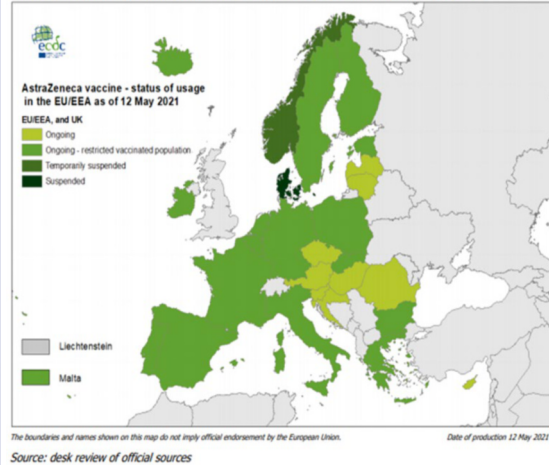 ecdc
AstraZeneca vaccine - status of usage
in the EU/EEA as of 12 May 2021
EU/EEA, and UK
Ongoing
Ongoing - restricted vaccinated population
Temporarily suspended
Suspended
Liechtenstein
Malta
The boundaries and names shown on this map do not imply official endorsement by the European Union. Date of production 12 May 2021
Source: desk review of official sources